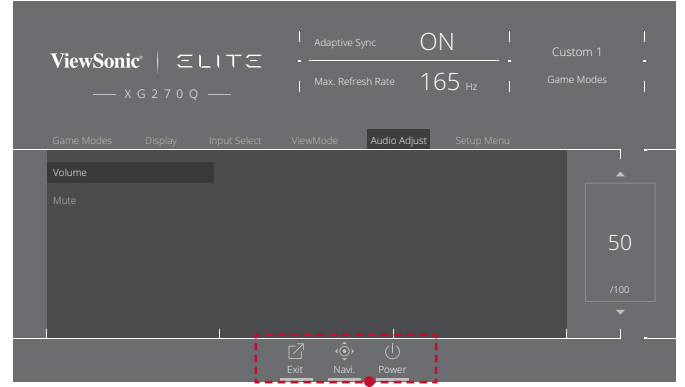 ViewSonic ELITE
XG270Q
Adaptive Sync ON
Max. Refresh Rate 165 Hz
Custom 1
Game Modes
Game Modes Display Input Select ViewMode Audio Adjust Setup Menu
Volume
Mute
50
/100
Exit Navi. Power